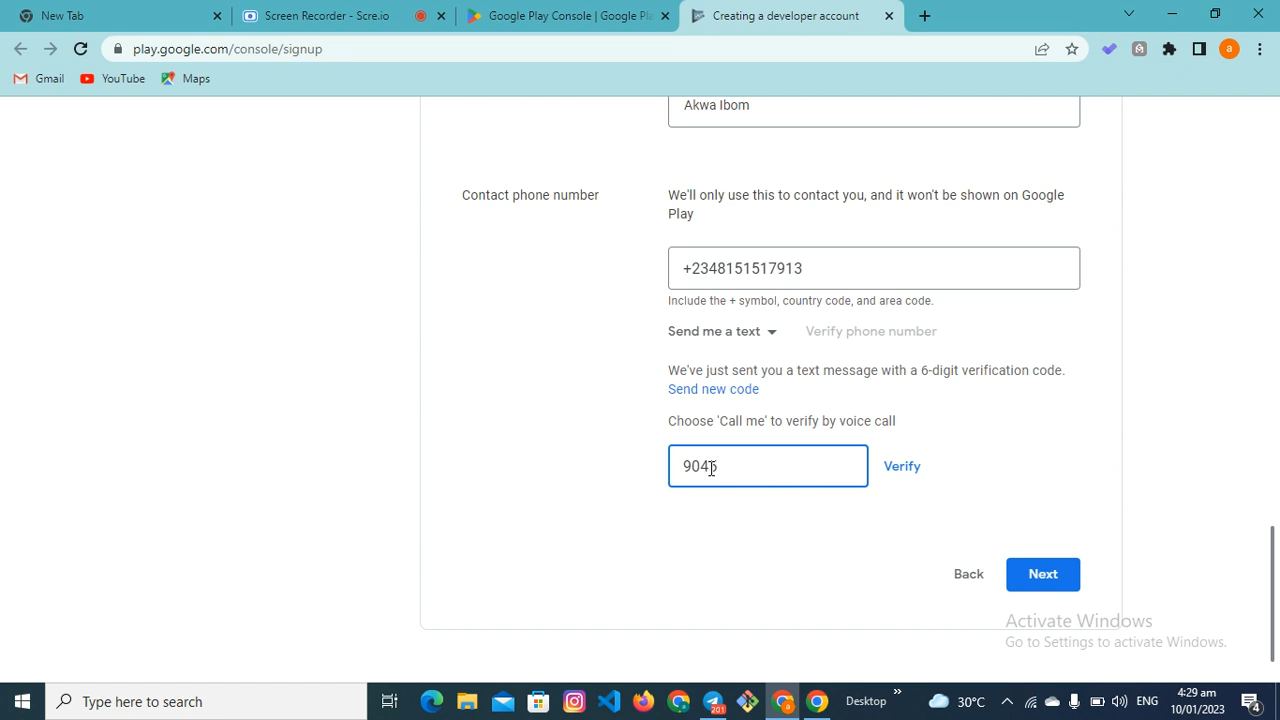 New Tab
Screen Recorder - Scre.io
Google Play Console | Google Pla
Creating a developer account
play.google.com/console/signup
a
Gmail
YouTube
Maps
Akwa Ibom
Contact phone number
We'll only use this to contact you, and it won't be shown on Google
Play
+2348151517913
Include the + symbol, country code, and area code.
Send me a text
Verify phone number
We've just sent you a text message with a 6-digit verification code.
Send new code
Choose 'Call me' to verify by voice call
9046
Verify
Back
Next
Activate Windows
Go to Settings to activate Windows.
Type here to search
201
a
Desktop
»
30°C
ENG
4:29 am
10/01/2023
4